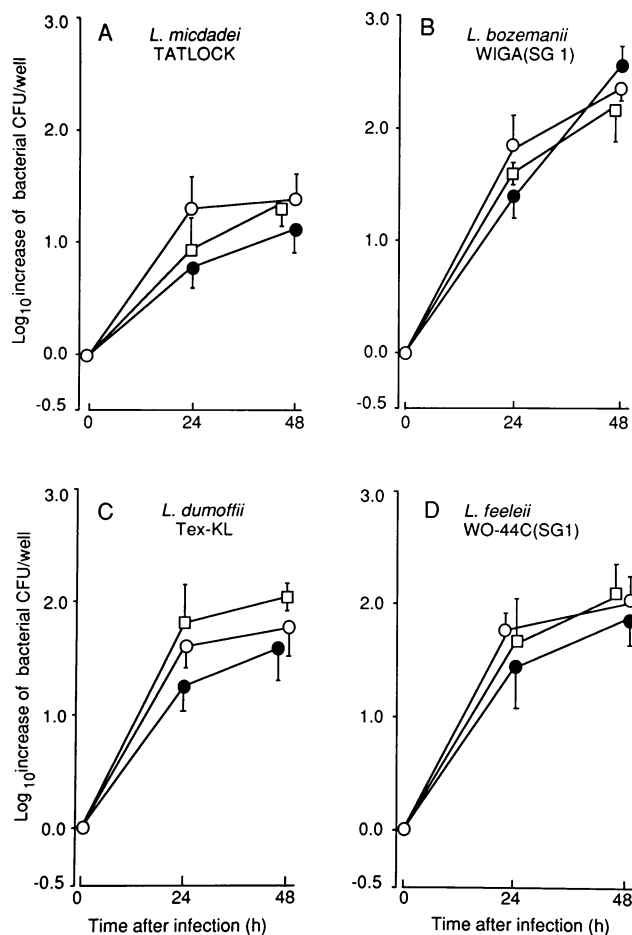 A
L. micdadei
TATLOCK
3.0
2.0
1.0
0.0
-0.5
Log10 increase of bacterial CFU/well
0 24 48
B
L. bozemanii
WIGA(SG 1)
3.0
2.0
1.0
0.0
-0.5
0 24 48
C
L. dumoffii
Tex-KL
3.0
2.0
1.0
0.0
-0.5
Log10 increase of bacterial CFU/well
0 24 48
Time after infection (h)
D
L. feeleii
WO-44C(SG1)
3.0
2.0
1.0
0.0
-0.5
0 24 48
Time after infection (h)